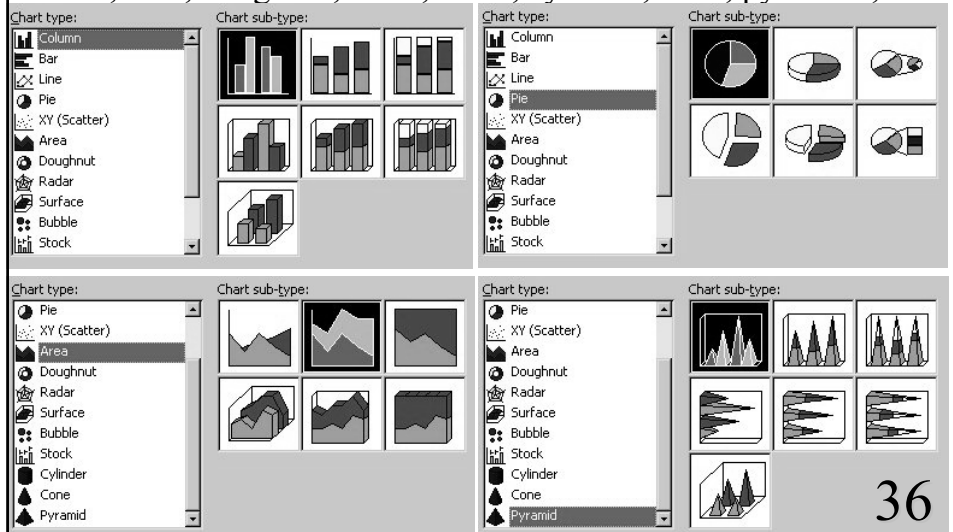 Chart type:
Column
Bar
Line
Pie
XY (Scatter)
Area
Doughnut
Radar
Surface
Bubble
Stock
Chart sub-type:
Chart type:
Column
Bar
Line
Pie
XY (Scatter)
Area
Doughnut
Radar
Surface
Bubble
Stock
Chart sub-type:
Chart type:
Pie
XY (Scatter)
Area
Doughnut
Radar
Surface
Bubble
Stock
Cylinder
Cone
Pyramid
Chart sub-type:
Chart type:
Pie
XY (Scatter)
Area
Doughnut
Radar
Surface
Bubble
Stock
Cylinder
Cone
Pyramid
Chart sub-type:
36